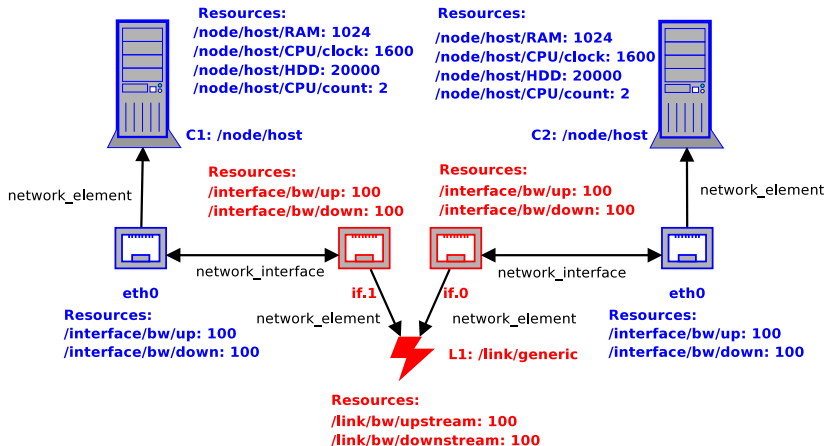 Resources:
/node/host/RAM: 1024
/node/host/CPU/clock: 1600
/node/host/HDD: 20000
/node/host/CPU/count: 2
C1: /node/host
Resources:
/node/host/RAM: 1024
/node/host/CPU/clock: 1600
/node/host/HDD: 20000
/node/host/CPU/count: 2
C2: /node/host
network_element
Resources:
/interface/bw/up: 100
/interface/bw/down: 100
Resources:
/interface/bw/up: 100
/interface/bw/down: 100
network_element
network_interface
network_interface
eth0
if.1
if.0
eth0
Resources:
/interface/bw/up: 100
/interface/bw/down: 100
network_element
network_element
Resources:
/interface/bw/up: 100
/interface/bw/down: 100
L1: /link/generic
Resources:
/link/bw/upstream: 100
/link/bw/downstream: 100